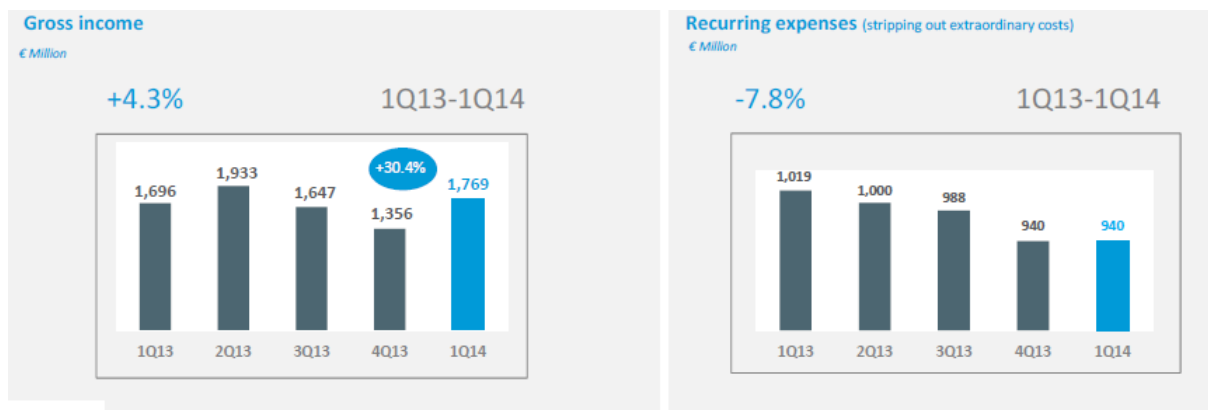 Gross income
€ Million
+4.3% 1Q13-1Q14
+30.4%
1,696 1,933 1,647 1,356 1,769
1Q13 2Q13 3Q13 4Q13 1Q14
Recurring expenses (stripping out extraordinary costs)
€ Million
-7.8% 1Q13-1Q14
1,019 1,000 988 940 940
1Q13 2Q13 3Q13 4Q13 1Q14